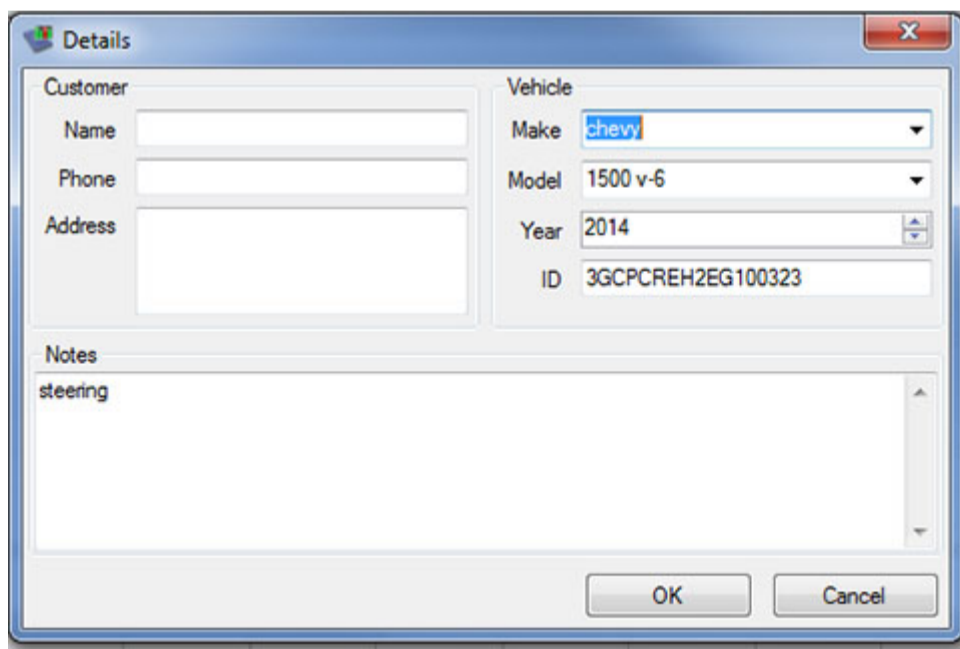 Details
Customer
Name
Phone
Address
Vehicle
Make chevy
Model 1500 v-6
Year 2014
ID 3GCPCREH2EG100323
Notes
steering
OK Cancel